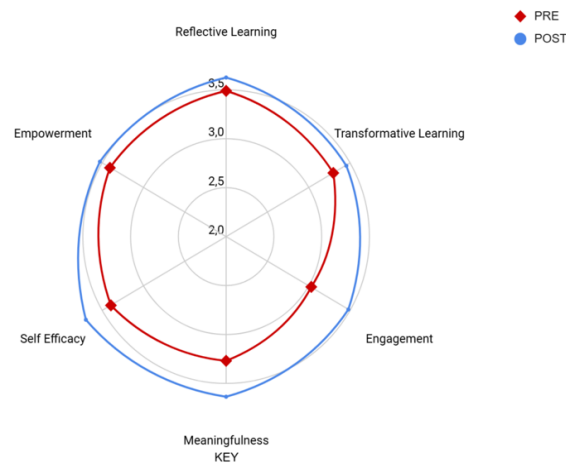 PRE
POST
Reflective Learning
3,5
Empowerment
3,0
Transformative Learning
2,5
2,0
Self Efficacy
Engagement
Meaningfulness
KEY